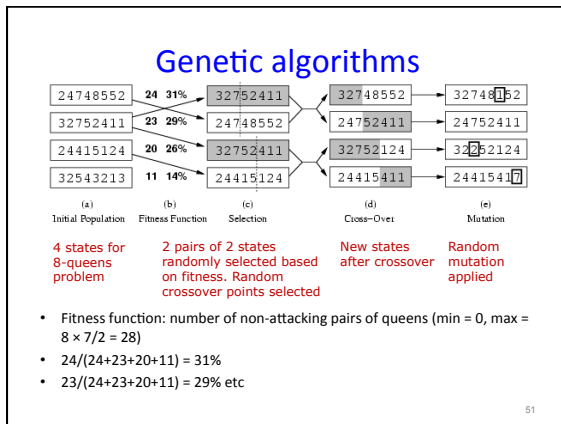 Genetic algorithms
24748552 24 31% 32752411 32748552 32748152
32752411 23 29% 24748552 24752411 24752411
24415124 20 26% 32752411 32752124 32252124
32543213 11 14% 24415124 24415411 24415417
(a) (b) (c) (d) (e)
Initial Population Fitness Function Selection Cross-Over Mutation
4 states for
8-queens
problem
2 pairs of 2 states
randomly selected based
on fitness. Random
crossover points selected
New states
after crossover
Random
mutation
applied
• Fitness function: number of non-attacking pairs of queens (min = 0, max =
8 × 7/2 = 28)
• 24/(24+23+20+11) = 31%
• 23/(24+23+20+11) = 29% etc
51